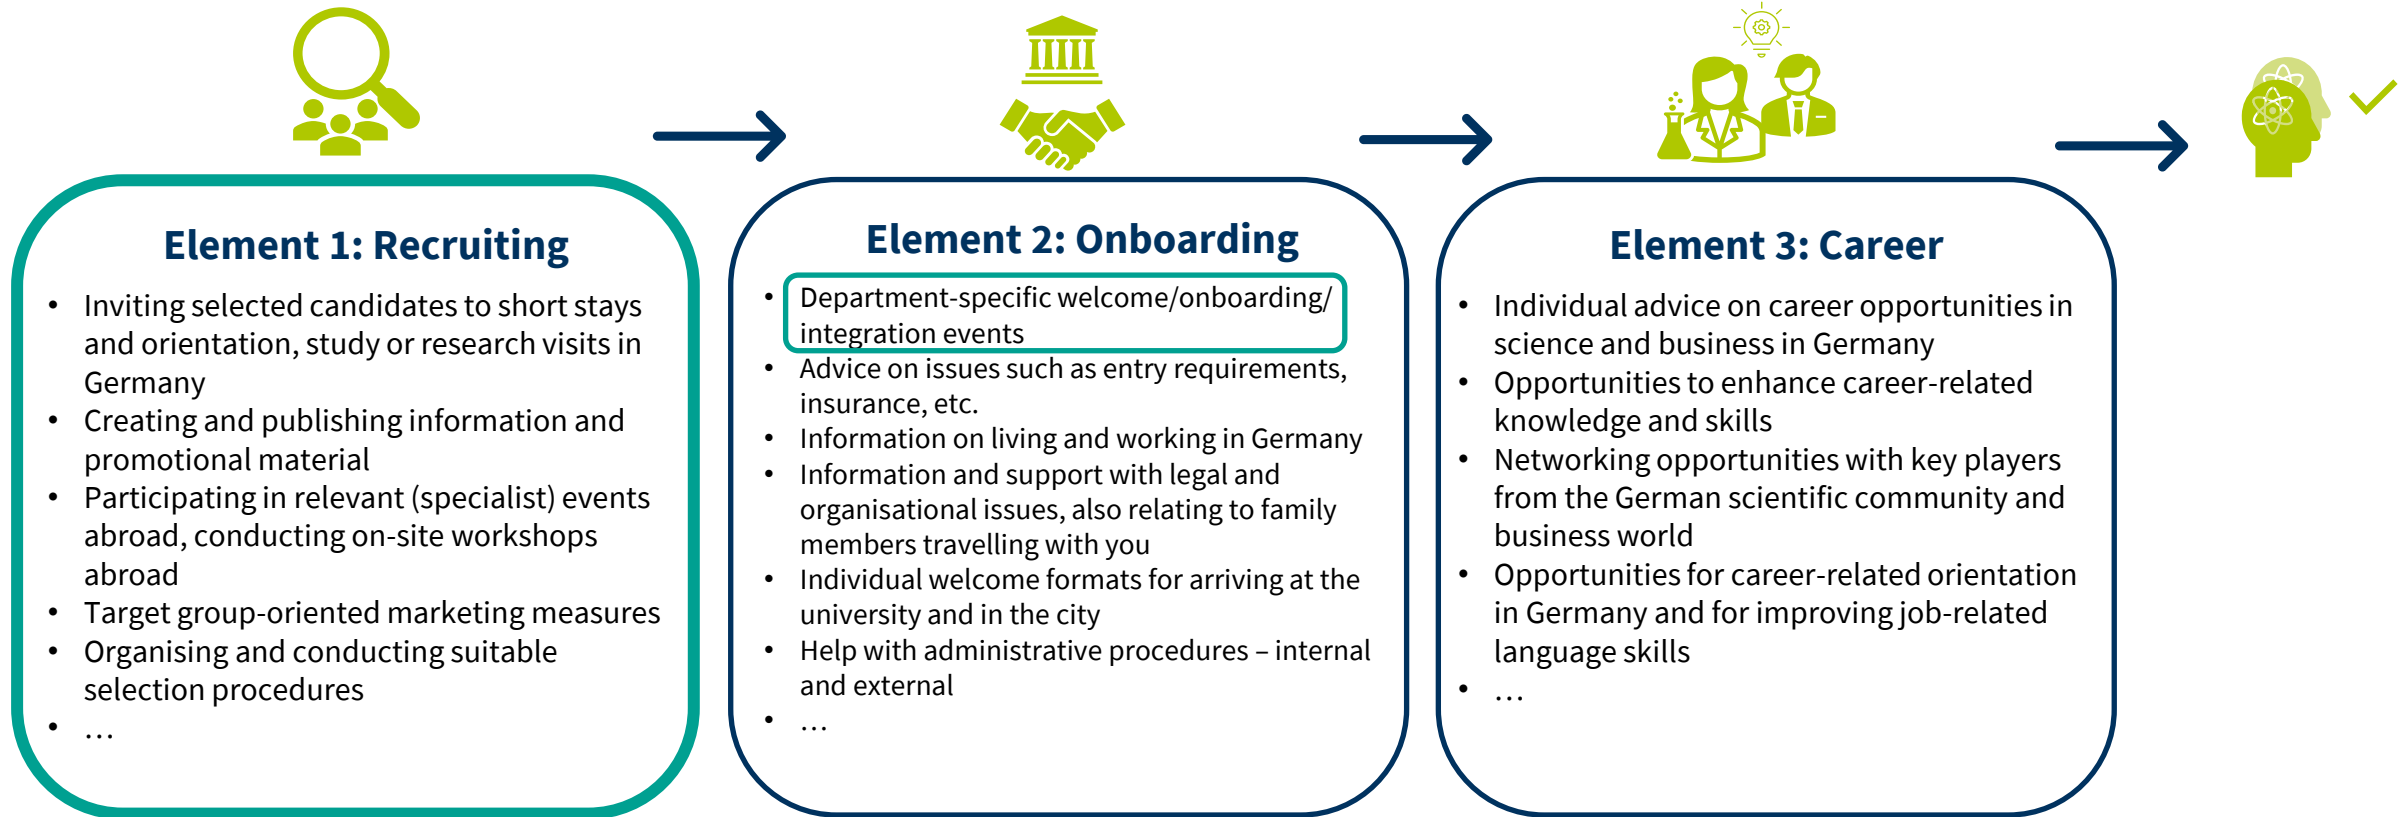 Element 1: Recruiting
• Inviting selected candidates to short stays
and orientation, study or research visits in
Germany
• Creating and publishing information and
promotional material
• Participating in relevant (specialist) events
abroad, conducting on-site workshops
abroad
• Target group-oriented marketing measures
• Organising and conducting suitable
selection procedures
• …
Element 2: Onboarding
• Department-specific welcome/onboarding/
integration events
• Advice on issues such as entry requirements,
insurance, etc.
• Information on living and working in Germany
• Information and support with legal and
organisational issues, also relating to family
members travelling with you
• Individual welcome formats for arriving at the
university and in the city
• Help with administrative procedures – internal
and external
• …
Element 3: Career
• Individual advice on career opportunities in
science and business in Germany
• Opportunities to enhance career-related
knowledge and skills
• Networking opportunities with key players
from the German scientific community and
business world
• Opportunities for career-related orientation
in Germany and for improving job-related
language skills
• …